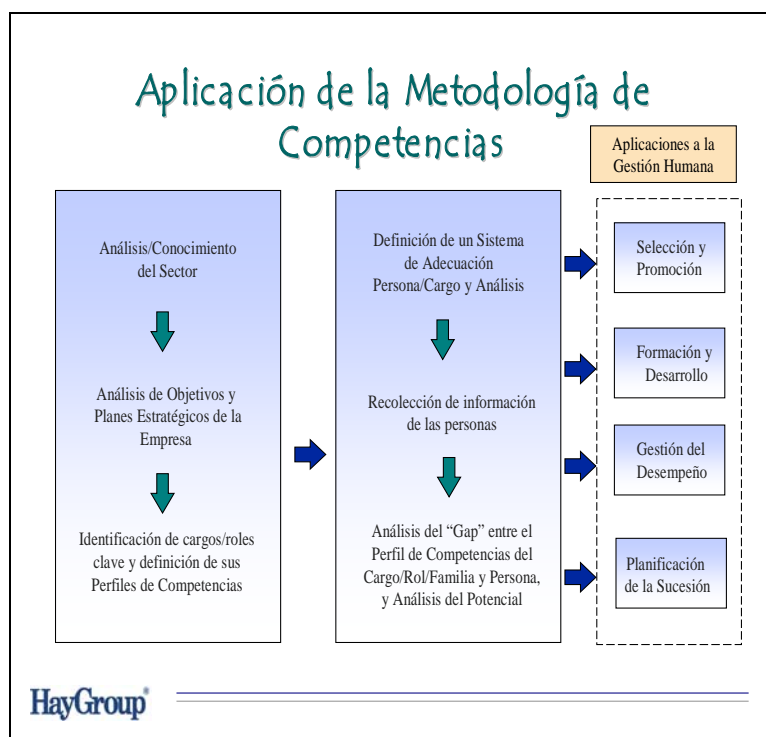 Aplicación de la Metodología de
Competencias
Aplicaciones a la
Gestión Humana
Análisis/Conocimiento
del Sector
Análisis de Objetivos y
Planes Estratégicos de la
Empresa
Identificación de cargos/roles
clave y definición de sus
Perfiles de Competencias
Definición de un Sistema
de Adecuación
Persona/Cargo y Análisis
Recolección de información
de las personas
Análisis del “Gap” entre el
Perfil de Competencias del
Cargo/Rol/Familia y Persona,
y Análisis del Potencial
Selección y
Promoción
Formación y
Desarrollo
Gestión del
Desempeño
Planificación
de la Sucesión
HayGroup®